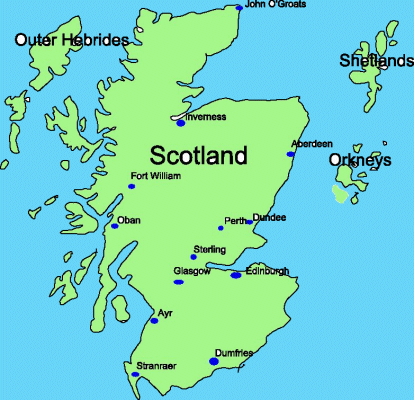 John O'Groats
Outer Hebrides
Shetlands
Inverness
Aberdeen
Scotland
Orkneys
Fort William
Oban
Perth
Dundee
Sterling
Glasgow
Edinburgh
Ayr
Dumfries
Stranraer